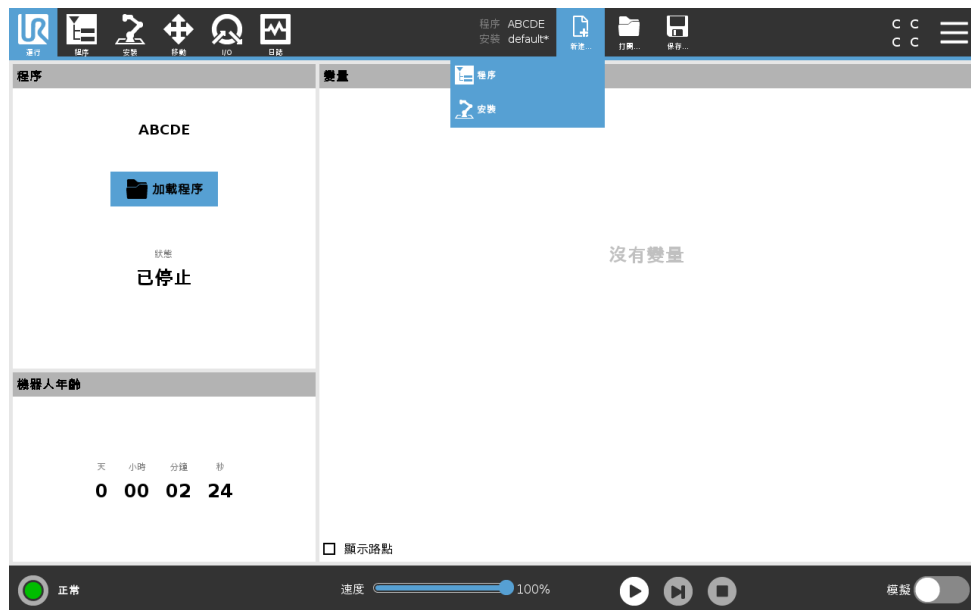 UR
運行
程序
安裝
移動
I/O
日誌
程序 ABCDE
安裝 default*
新建...
打開...
保存...
C C
C C
程序
安裝
程序
變量
ABCDE
加載程序
狀態
已停止
沒有變量
機器人年齡
天 小時 分鐘 秒
0 00 02 24
顯示路點
正常
速度 100%
模擬